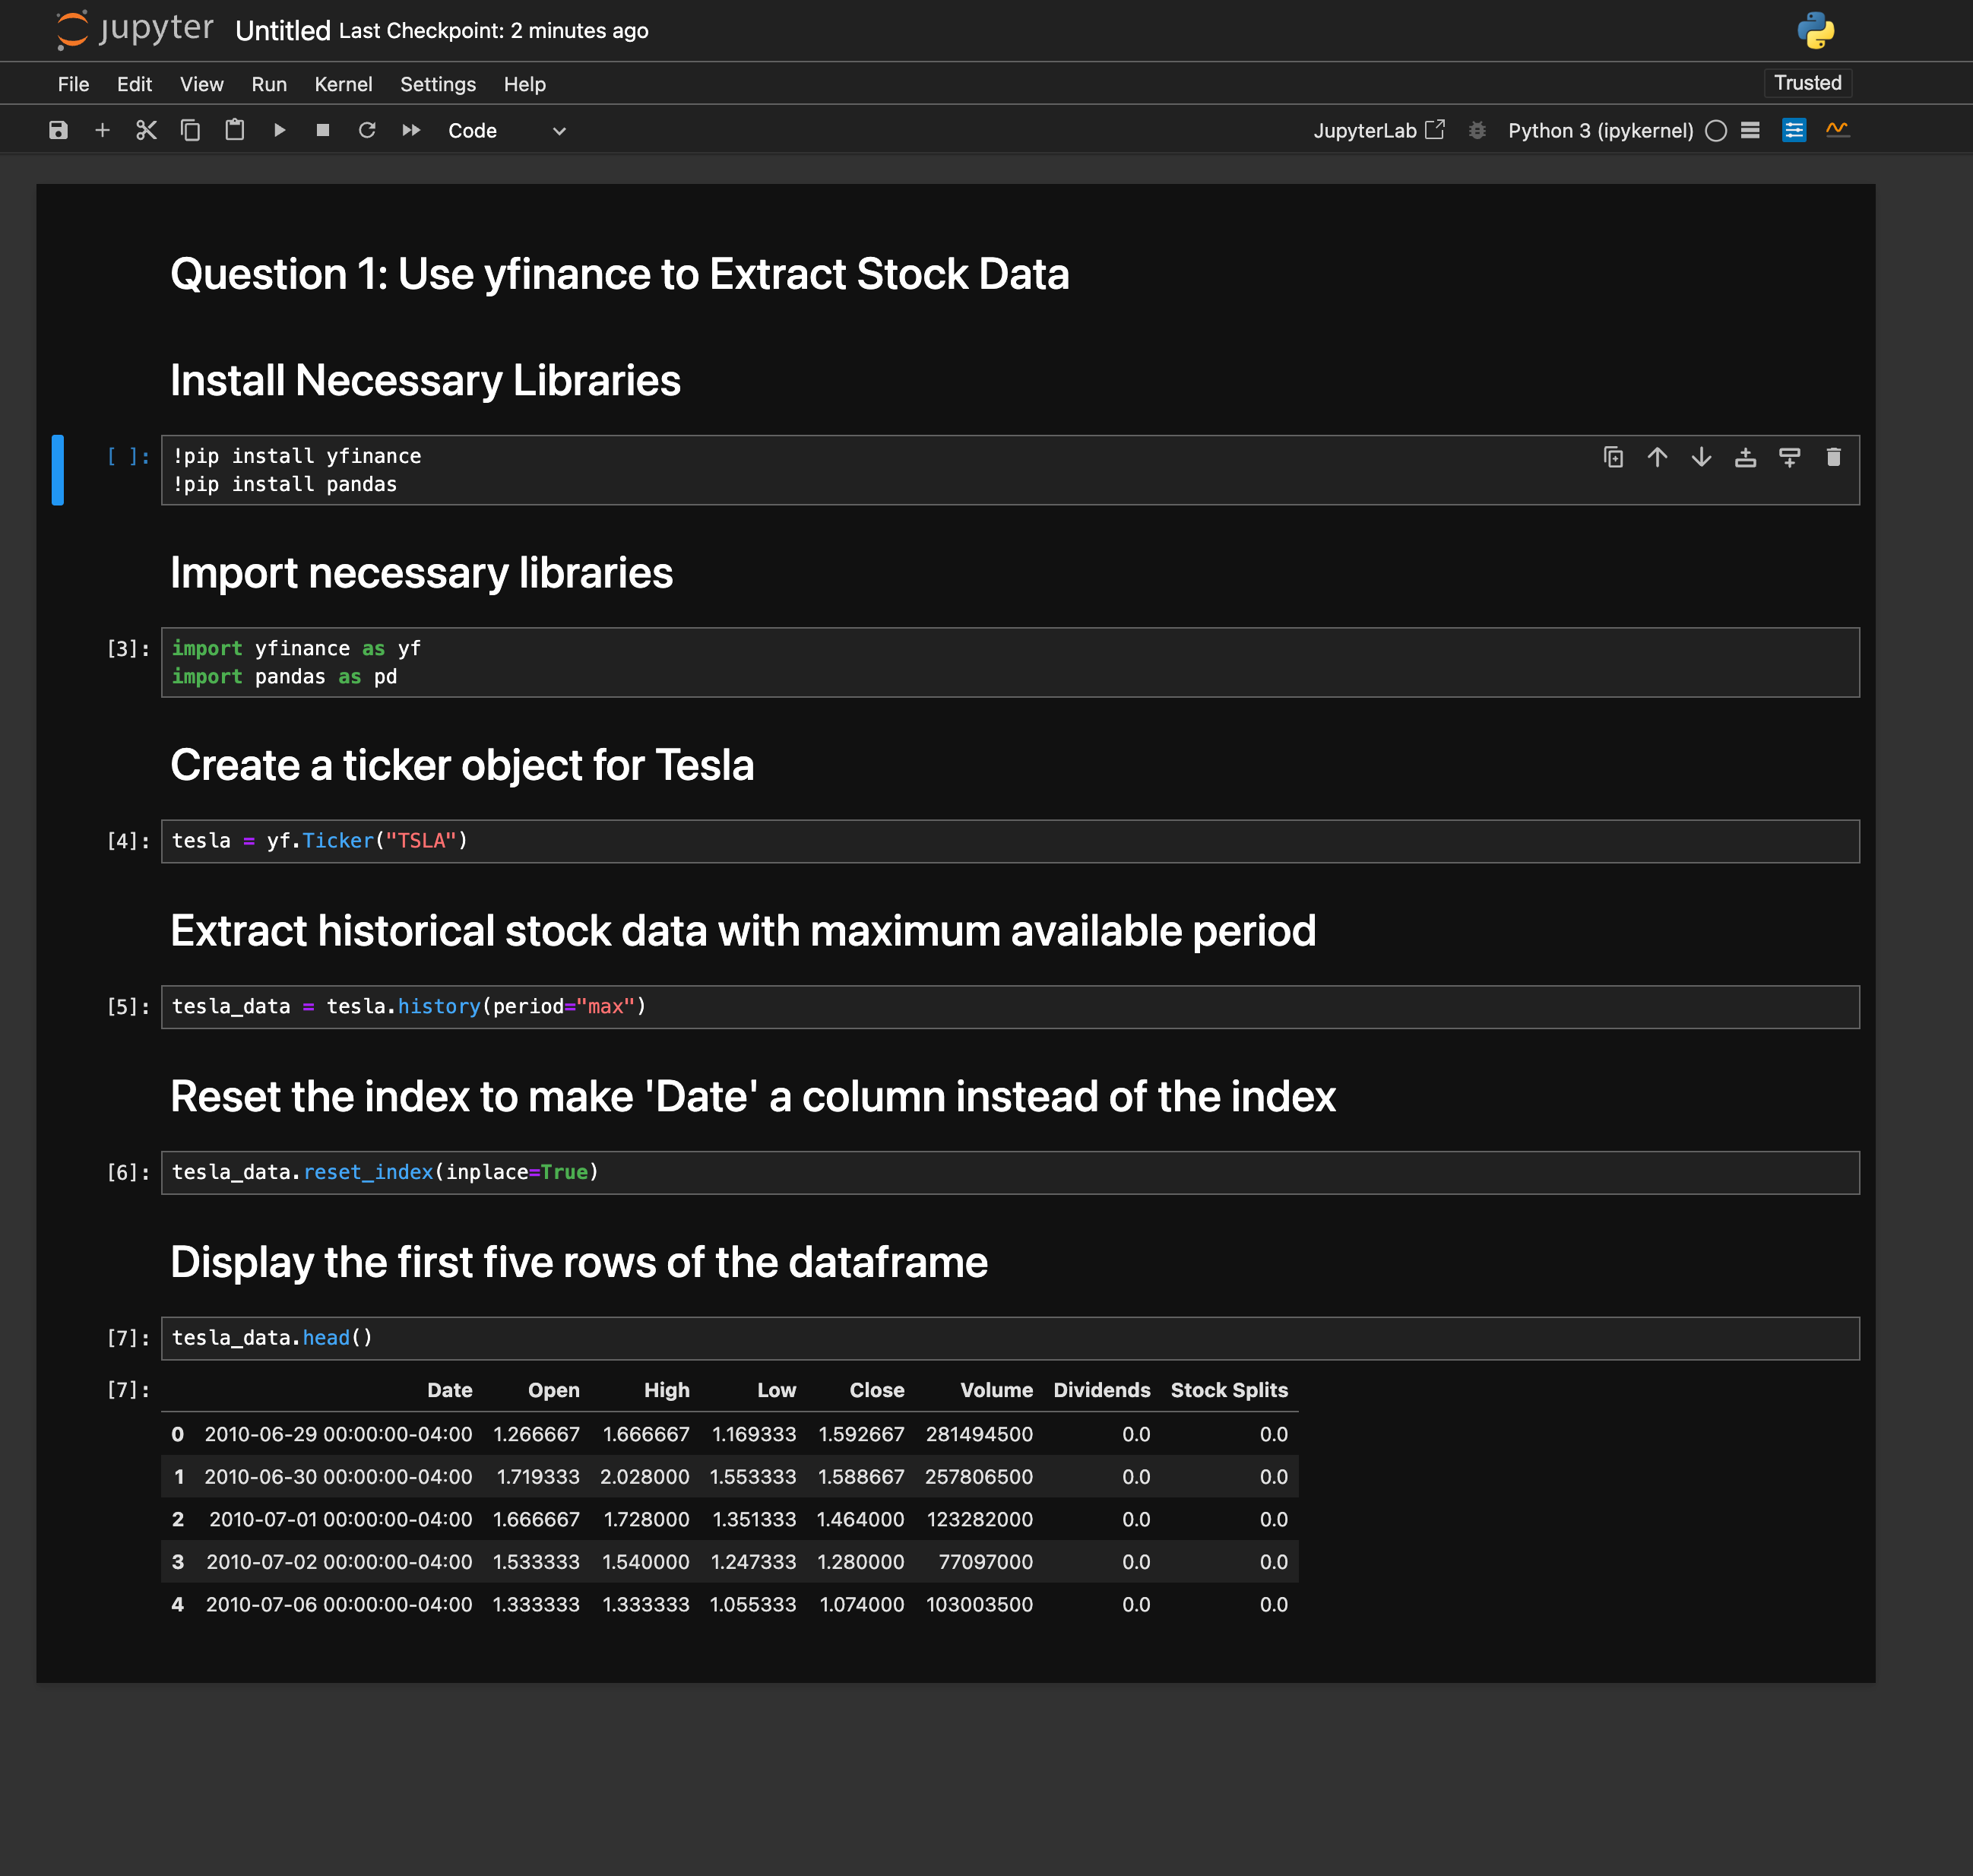 jupyter Untitled Last Checkpoint: 2 minutes ago
File Edit View Run Kernel Settings Help Trusted
Code JupyterLab Python 3 (ipykernel)
Question 1: Use yfinance to Extract Stock Data
Install Necessary Libraries
[ ]: !pip install yfinance
!pip install pandas
Import necessary libraries
[3]: import yfinance as yf
import pandas as pd
Create a ticker object for Tesla
[4]: tesla = yf.Ticker("TSLA")
Extract historical stock data with maximum available period
[5]: tesla_data = tesla.history(period="max")
Reset the index to make 'Date' a column instead of the index
[6]: tesla_data.reset_index(inplace=True)
Display the first five rows of the dataframe
[7]: tesla_data.head()
[7]: Date Open High Low Close Volume Dividends Stock Splits
0 2010-06-29 00:00:00-04:00 1.266667 1.666667 1.169333 1.592667 281494500 0.0 0.0
1 2010-06-30 00:00:00-04:00 1.719333 2.028000 1.553333 1.588667 257806500 0.0 0.0
2 2010-07-01 00:00:00-04:00 1.666667 1.728000 1.351333 1.464000 123282000 0.0 0.0
3 2010-07-02 00:00:00-04:00 1.533333 1.540000 1.247333 1.280000 77097000 0.0 0.0
4 2010-07-06 00:00:00-04:00 1.333333 1.333333 1.055333 1.074000 103003500 0.0 0.0